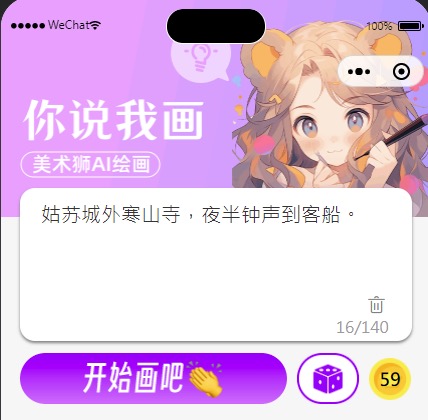 WeChat
100%
你说我画
美术狮AI绘画
姑苏城外寒山寺，夜半钟声到客船。
16/140
开始画吧👏
59